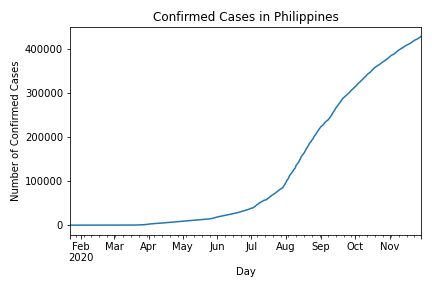 Confirmed Cases in Philippines
Number of Confirmed Cases
400000
300000
200000
100000
0
Feb Mar Apr May Jun Jul Aug Sep Oct Nov
2020
Day